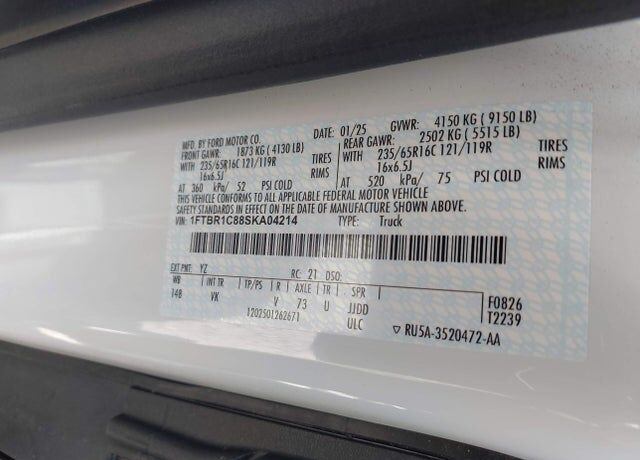 MFD. BY FORD MOTOR CO. DATE: 01/25 GVWR: 4150 KG ( 9150 LB)
FRONT GAWR: 1873 KG ( 4130 LB) REAR GAWR: 2502 KG ( 5515 LB)
WITH 235/65R16C 121/119R TIRES WITH 235/65R16C 121/119R TIRES
16x6.5J RIMS 16x6.5J RIMS
AT 360 kPa/ 52 PSI COLD AT 520 kPa/ 75 PSI COLD
THIS VEHICLE CONFORMS TO ALL APPLICABLE FEDERAL MOTOR VEHICLE
SAFETY STANDARDS IN EFFECT ON THE DATE OF MANUFACTURE SHOWN ABOVE.
VIN: 1FTBR1C88SKA04214 TYPE: Truck
EXT PNT: YZ RC: 21 DSO:
WB INT TR TP/PS R AXLE TR SPR
148 VK V 73 U JJDD
1202501262671 ULC
F0826
T2239
▽ RU5A-3520472-AA